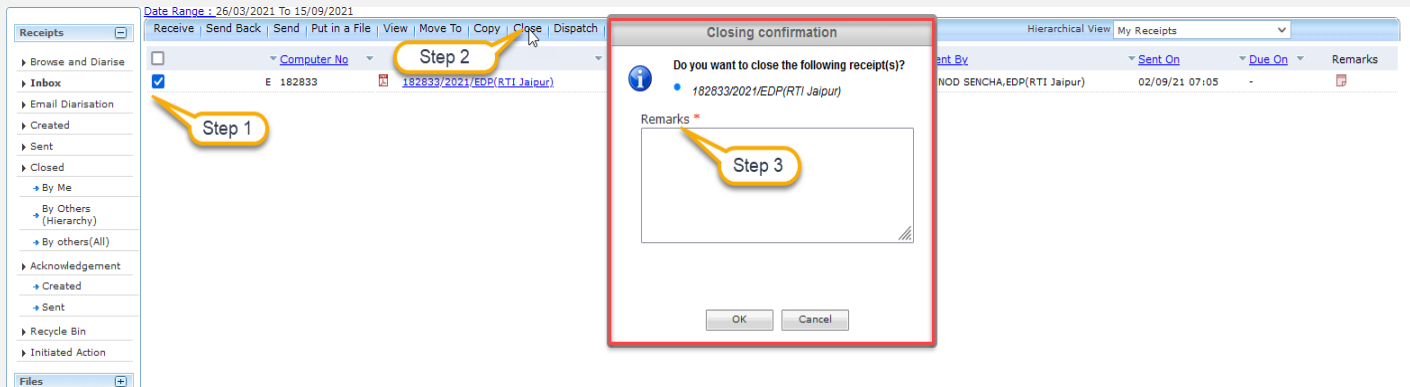 Date Range : 26/03/2021 To 15/09/2021
Receipts
Receive Send Back Send Put in a File View Move To Copy Close Dispatch
Hierarchical View My Receipts
Step 2
Computer No
Sent On Due On Remarks
E 182833 182833/2021/EDP(RTI Jaipur)
SENCHA,EDP(RTI Jaipur) 02/09/21 07:05 -
Step 1
Browse and Diarise
Inbox
Email Diarisation
Created
Sent
Closed
By Me
By Others
(Hierarchy)
By others(All)
Acknowledgement
Created
Sent
Recycle Bin
Initiated Action
Files
Closing confirmation
Do you want to close the following receipt(s)?
182833/2021/EDP(RTI Jaipur)
Remarks *
Step 3
OK Cancel